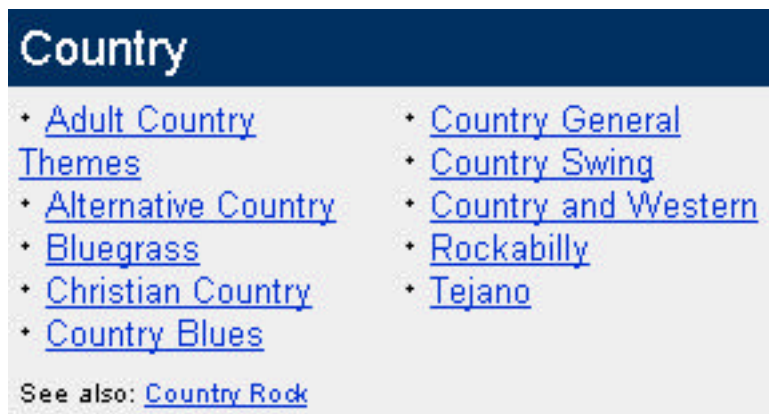 Country
· Adult Country
Themes
· Alternative Country
· Bluegrass
· Christian Country
· Country Blues
· Country General
· Country Swing
· Country and Western
· Rockabilly
· Tejano
See also: Country Rock